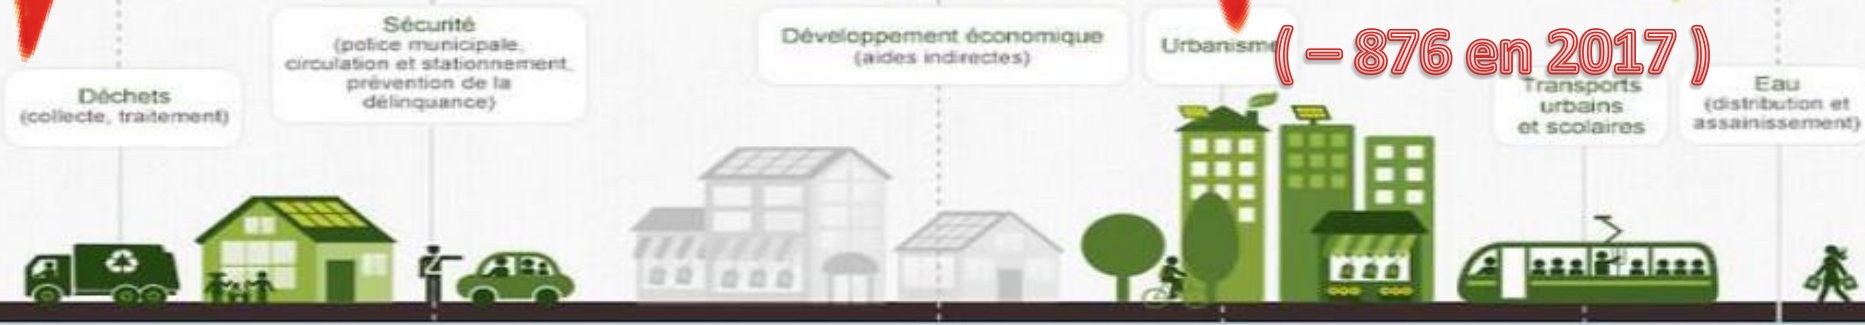 Sécurité
(police municipale,
circulation et stationnement,
prévention de la
délinquance)
Développement économique
(aides indirectes)
Urbanisme
( – 876 en 2017 )
Déchets
(collecte, traitement)
Transports
urbains
et scolaires
Eau
(distribution et
assainissement)